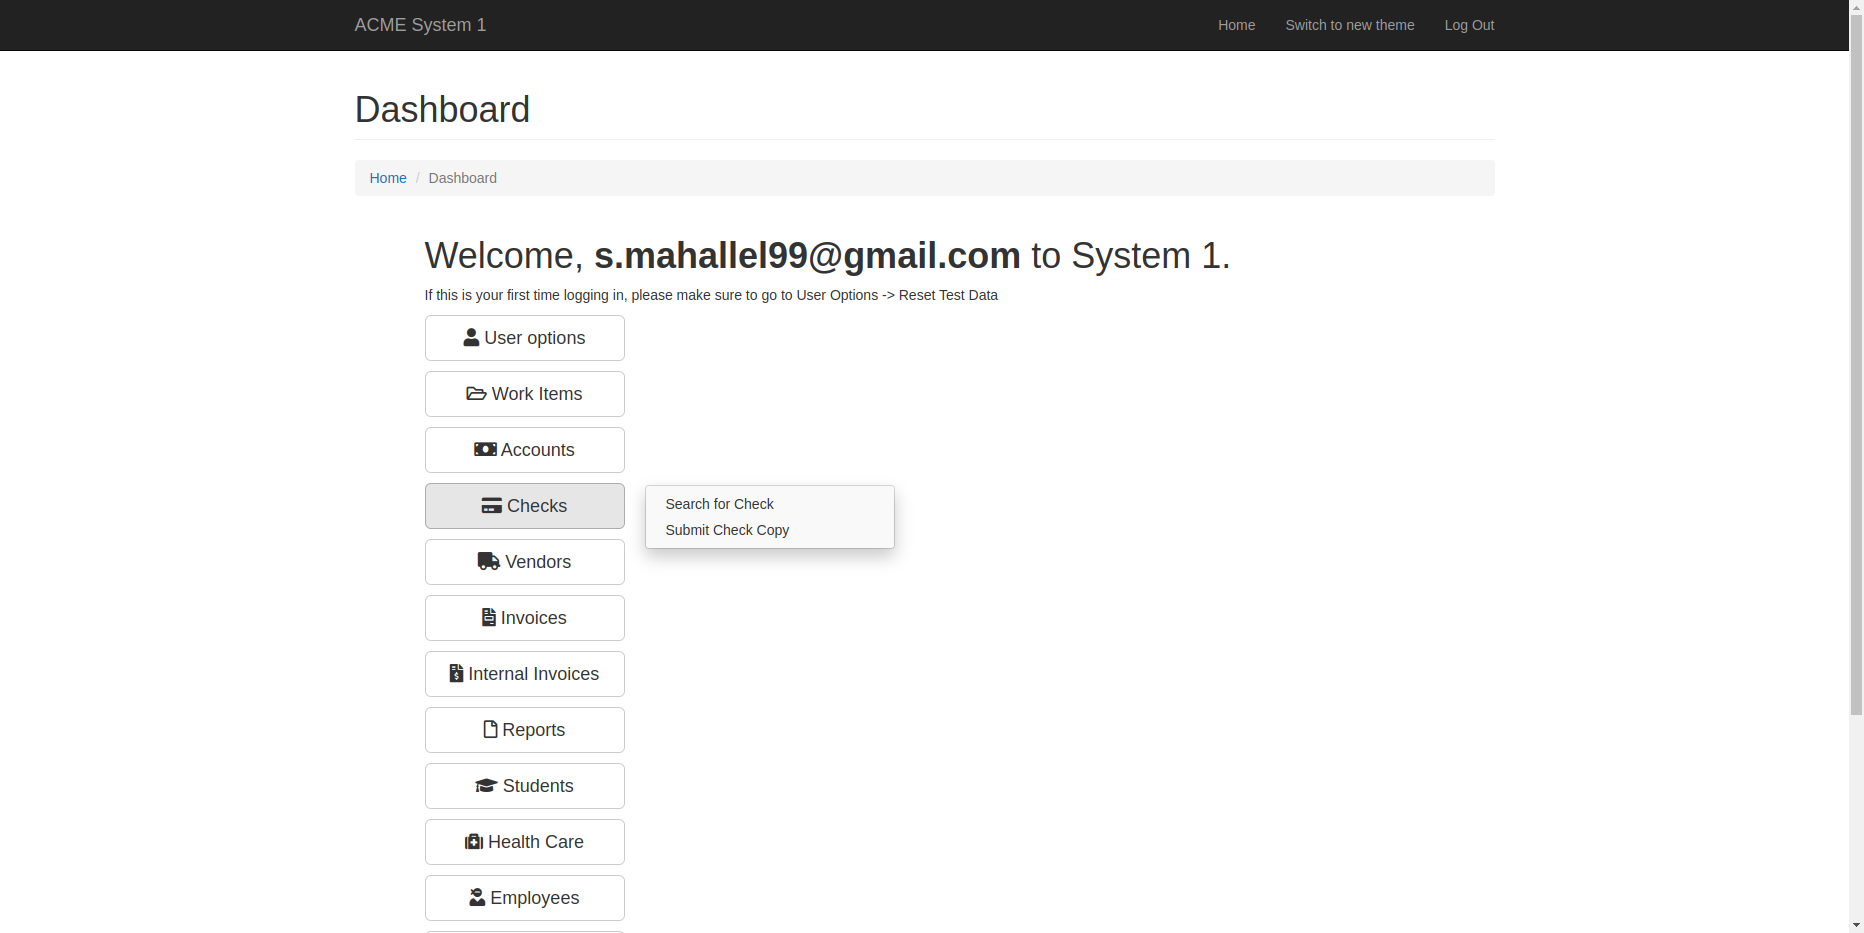 ACME System 1
Home
Switch to new theme
Log Out
Dashboard
Home / Dashboard
Welcome, s.mahallel99@gmail.com to System 1.
If this is your first time logging in, please make sure to go to User Options -> Reset Test Data
User options
Work Items
Accounts
Checks
Search for Check
Submit Check Copy
Vendors
Invoices
Internal Invoices
Reports
Students
Health Care
Employees